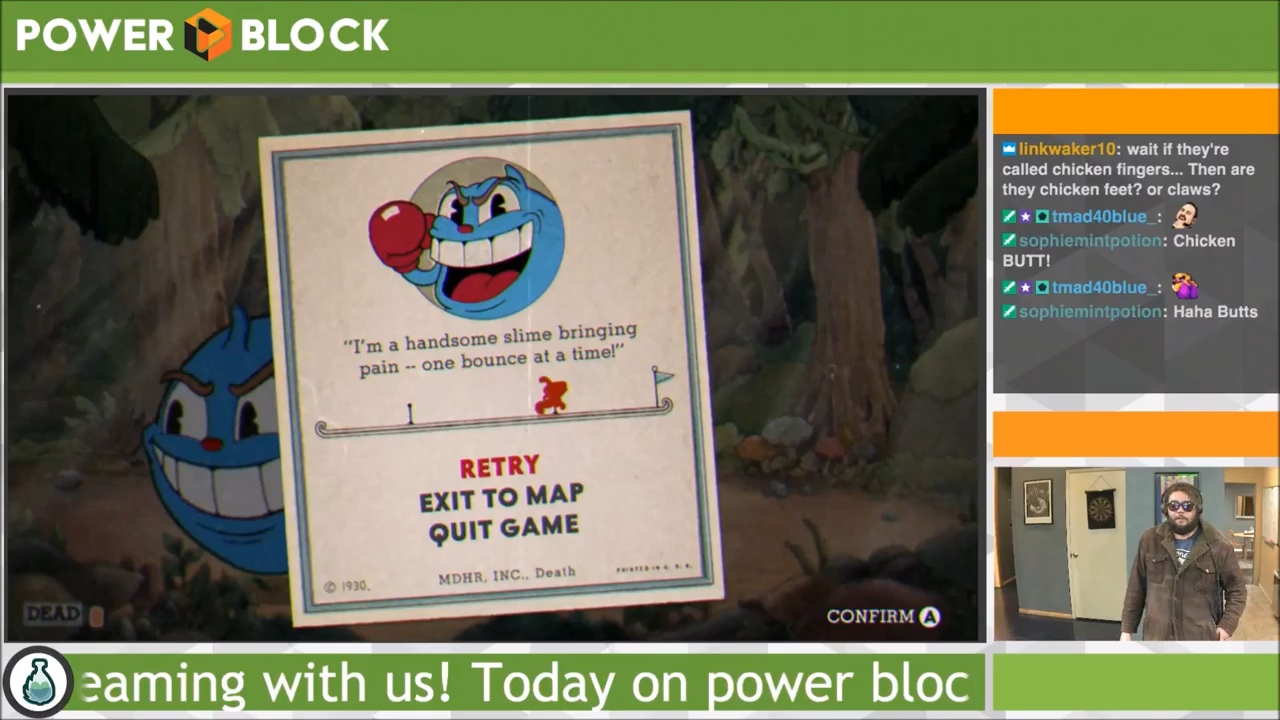 POWER BLOCK
"I'm a handsome slime bringing
pain -- one bounce at a time!"
RETRY
EXIT TO MAP
QUIT GAME
© 1930.
MDHR, INC., Death
PRINTED IN U. S. A.
DEAD
CONFIRM A
linkwaker10: wait if they're
called chicken fingers... Then are
they chicken feet? or claws?
tmad40blue_:
sophiemintpotion: Chicken
BUTT!
tmad40blue_:
sophiemintpotion: Haha Butts
eaming with us! Today on power bloc